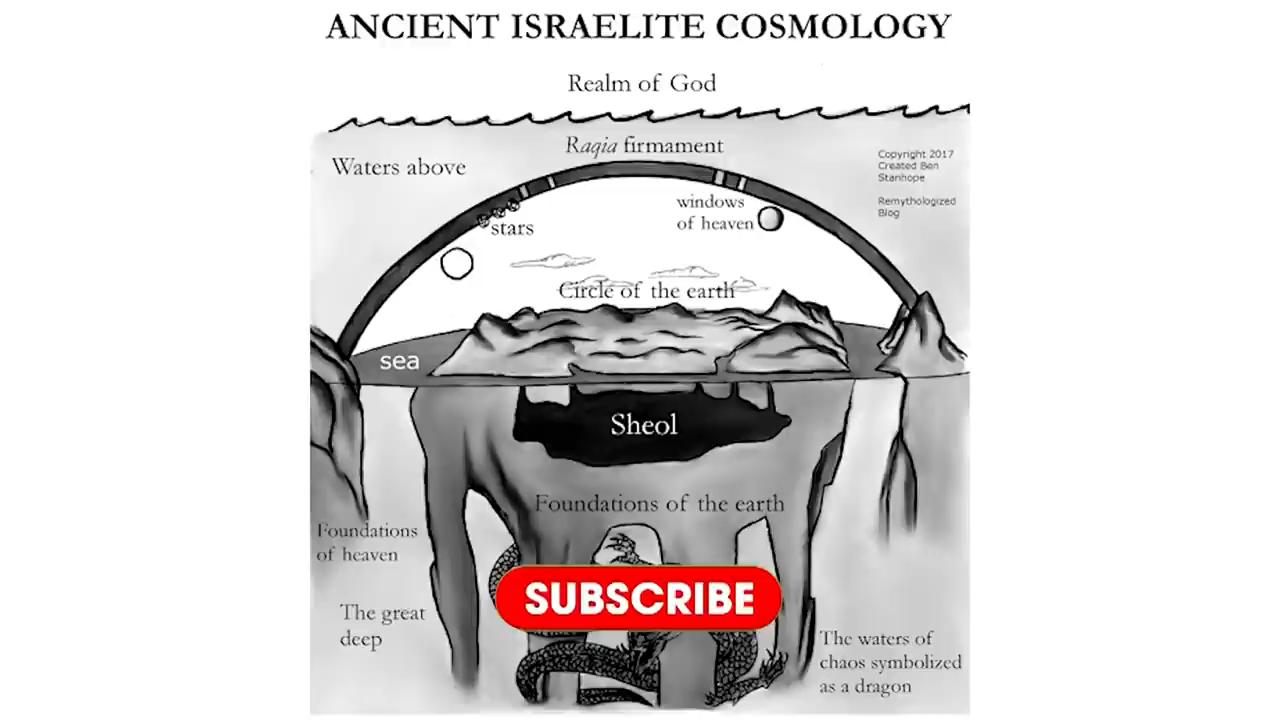 ANCIENT ISRAELITE COSMOLOGY
Realm of God
Raqia firmament
Waters above
Copyright 2017
Created Ben
Stanhope
Remythologized
Blog
windows
of heaven
stars
Circle of the earth
sea
Sheol
Foundations of the earth
Foundations
of heaven
SUBSCRIBE
The great
deep
The waters of
chaos symbolized
as a dragon